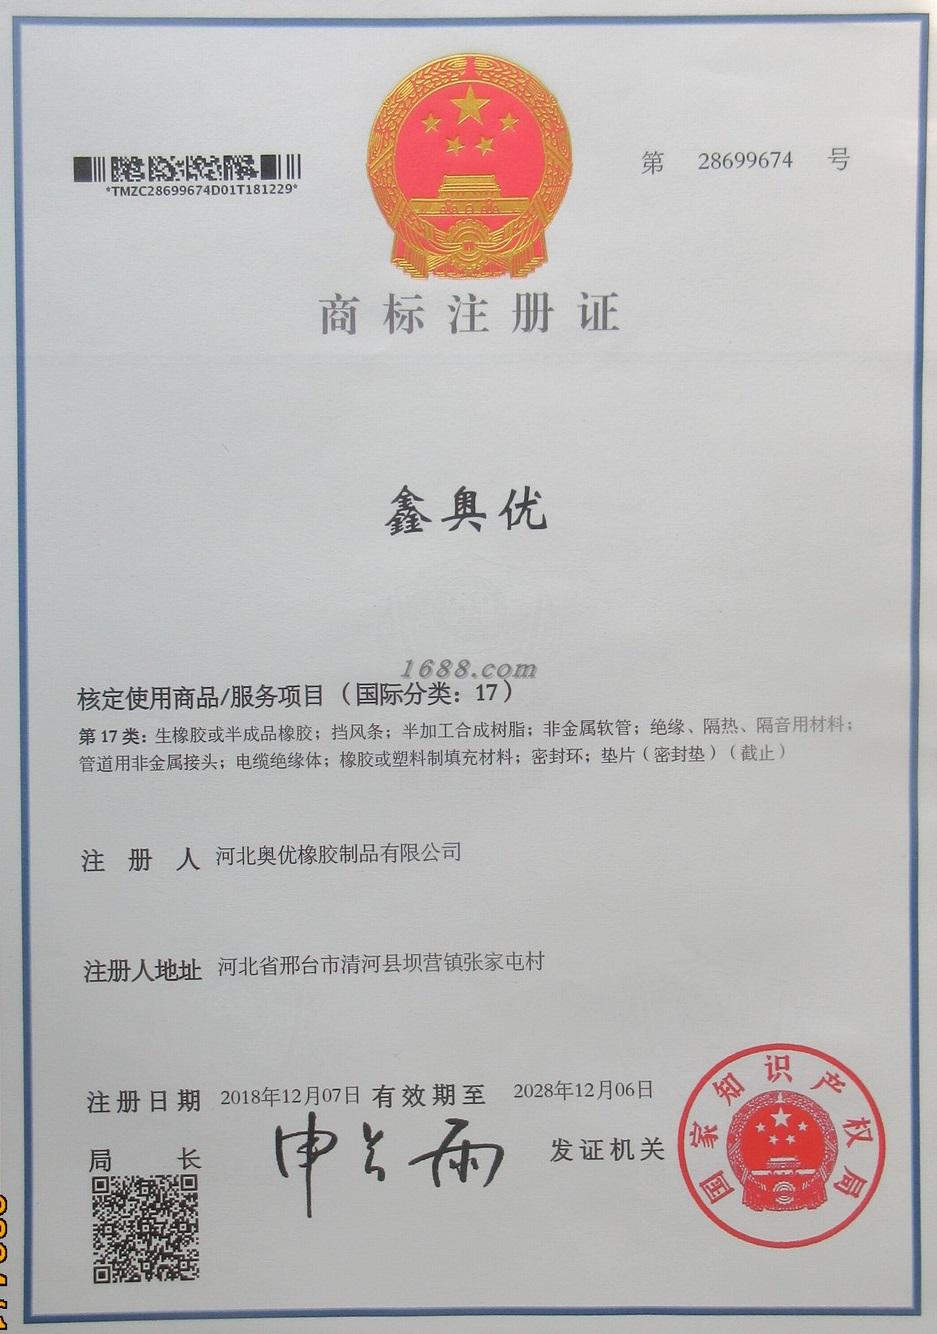 第 28699674 号
*TMZC28699674D01T181229*
商标注册证
鑫奥优
1688.com
核定使用商品/服务项目（国际分类：17）
第 17 类：生橡胶或半成品橡胶；挡风条；半加工合成树脂；非金属软管；绝缘、隔热、隔音用材料；
管道用非金属接头；电缆绝缘体；橡胶或塑料制填充材料；密封环；垫片（密封垫）（截止）
注册人 河北奥优橡胶制品有限公司
注册人地址 河北省邢台市清河县坝营镇张家屯村
注册日期 2018年12月07日 有效期至 2028年12月06日
局长 申长雨 发证机关
国家知识产权局